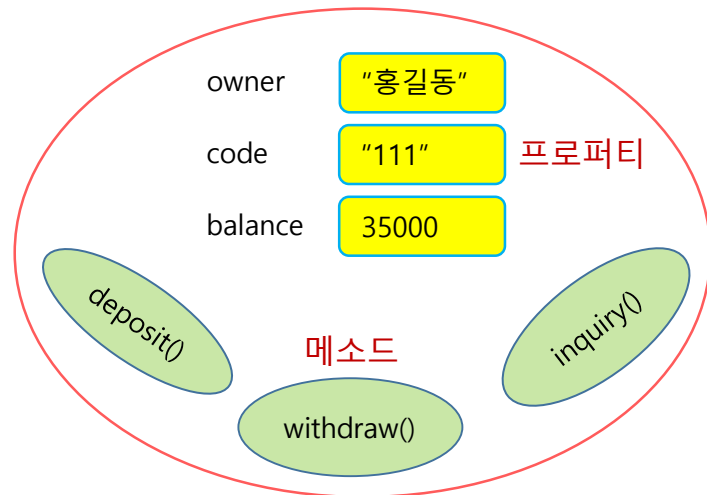 owner "홍길동"
code "111" 프로퍼티
balance 35000
deposit()
메소드
inquiry()
withdraw()